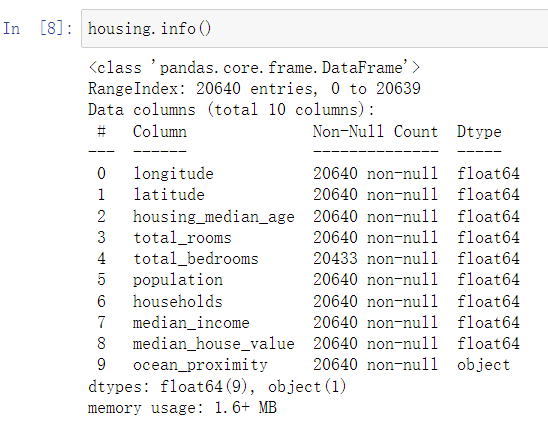 In [8]: housing.info()
<class 'pandas.core.frame.DataFrame'>
RangeIndex: 20640 entries, 0 to 20639
Data columns (total 10 columns):
 #   Column              Non-Null Count  Dtype
---  ------              --------------  -----
 0   longitude           20640 non-null  float64
 1   latitude            20640 non-null  float64
 2   housing_median_age  20640 non-null  float64
 3   total_rooms         20640 non-null  float64
 4   total_bedrooms      20433 non-null  float64
 5   population          20640 non-null  float64
 6   households          20640 non-null  float64
 7   median_income       20640 non-null  float64
 8   median_house_value  20640 non-null  float64
 9   ocean_proximity     20640 non-null  object
dtypes: float64(9), object(1)
memory usage: 1.6+ MB